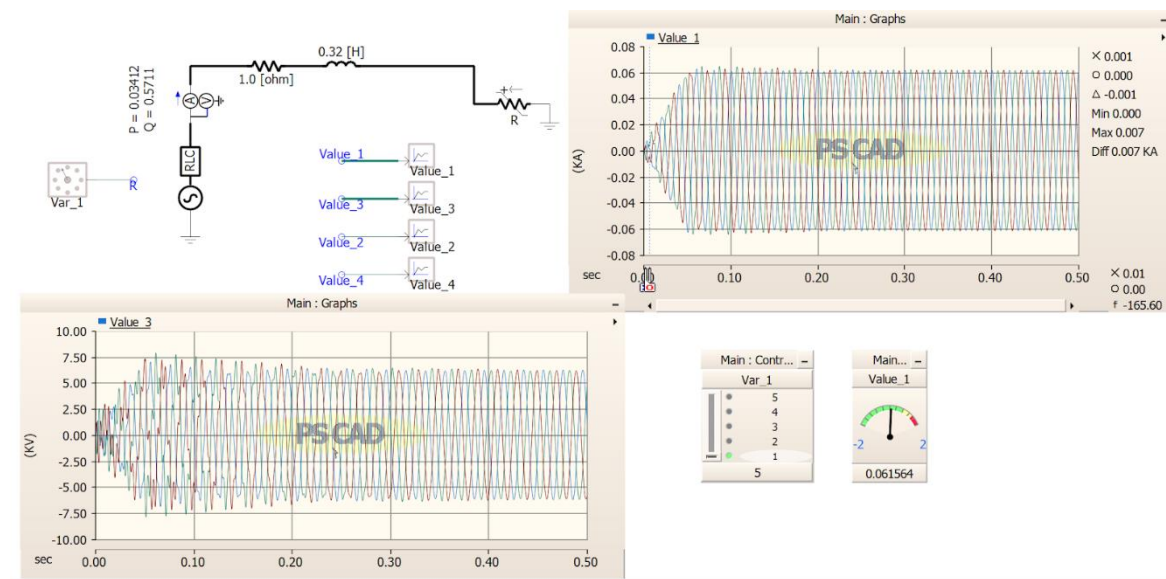 0.32 [H]
1.0 [ohm]
P = 0.03412
Q = 0.5711
A
V
RLC
R
R
Var_1
Value_1
Value_1
Value_3
Value_3
Value_2
Value_2
Value_4
Value_4
Main : Graphs
Value_1
0.08
0.06
0.04
0.02
0.00
-0.02
-0.04
-0.06
-0.08
(KA)
PSCAD
0.001
0.000
-0.001
Min 0.000
Max 0.007
Diff 0.007 KA
sec
0.10
0.20
0.30
0.40
0.50
0.01
0.00
f -165.60
Main : Graphs
Value_3
10.00
7.50
5.00
2.50
0.00
-2.50
-5.00
-7.50
-10.00
(KV)
PSCAD
sec
0.00
0.10
0.20
0.30
0.40
0.50
Main : Contr...
Var_1
5
4
3
2
1
5
Main...
Value_1
-2
2
0.061564